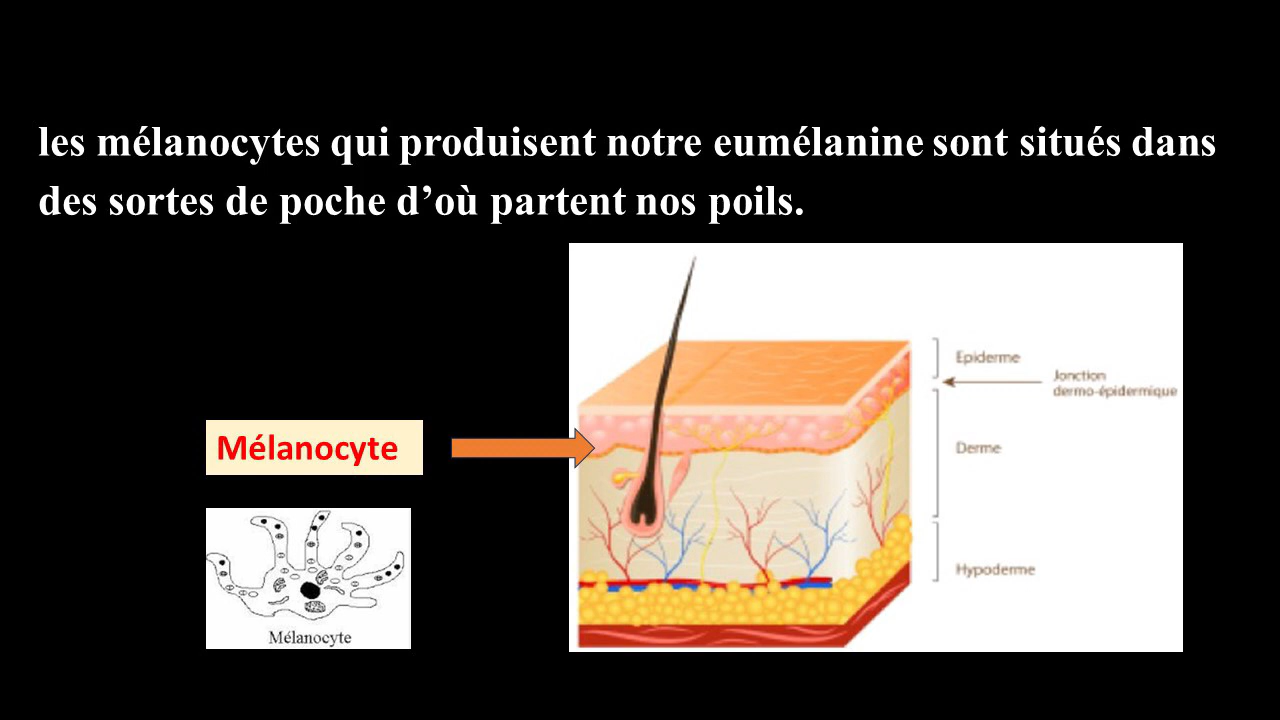 les mélanocytes qui produisent notre eumélanine sont situés dans
des sortes de poche d’où partent nos poils.
Epiderme
Jonction
dermo-épidermique
Mélanocyte
Derme
Hypoderme
Mélanocyte